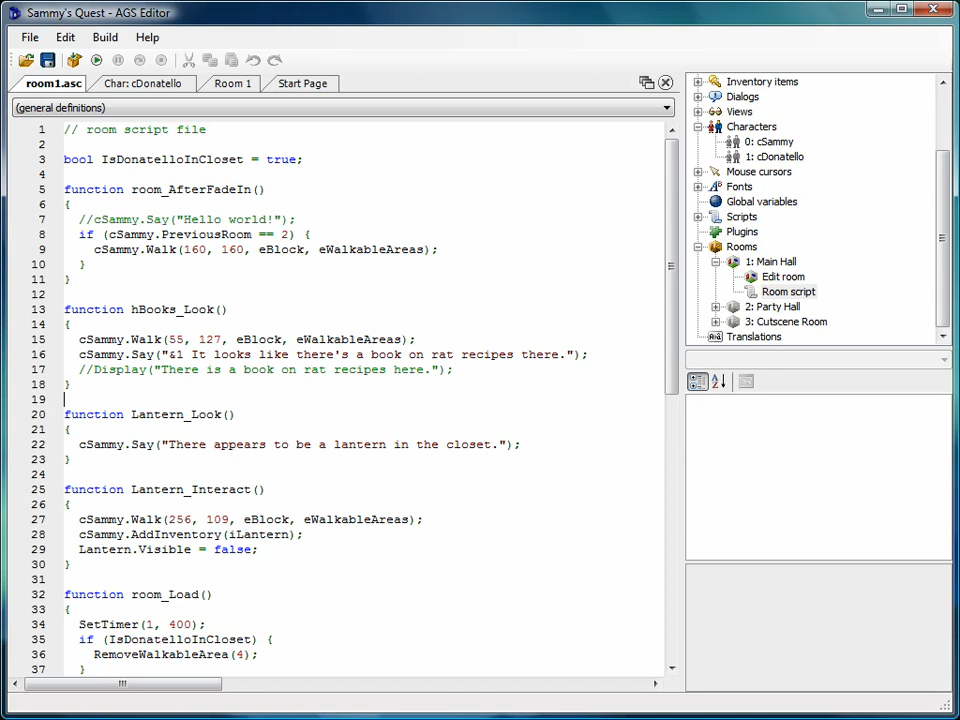 Sammy's Quest - AGS Editor
File Edit Build Help
room1.asc Char: cDonatello Room 1 Start Page
(general definitions)
1 // room script file
2
3 bool IsDonatelloInCloset = true;
4
5 function room_AfterFadeIn()
6 {
7 //cSammy.Say("Hello world!");
8 if (cSammy.PreviousRoom == 2) {
9 cSammy.Walk(160, 160, eBlock, eWalkableAreas);
10 }
11 }
12
13 function hBooks_Look()
14 {
15 cSammy.Walk(55, 127, eBlock, eWalkableAreas);
16 cSammy.Say("&1 It looks like there's a book on rat recipes there.");
17 //Display("There is a book on rat recipes here.");
18 }
19
20 function Lantern_Look()
21 {
22 cSammy.Say("There appears to be a lantern in the closet.");
23 }
24
25 function Lantern_Interact()
26 {
27 cSammy.Walk(256, 109, eBlock, eWalkableAreas);
28 cSammy.AddInventory(iLantern);
29 Lantern.Visible = false;
30 }
31
32 function room_Load()
33 {
34 SetTimer(1, 400);
35 if (IsDonatelloInCloset) {
36 RemoveWalkableArea(4);
37 }
Inventory items
Dialogs
Views
Characters
0: cSammy
1: cDonatello
Mouse cursors
Fonts
Global variables
Scripts
Plugins
Rooms
1: Main Hall
Edit room
Room script
2: Party Hall
3: Cutscene Room
Translations